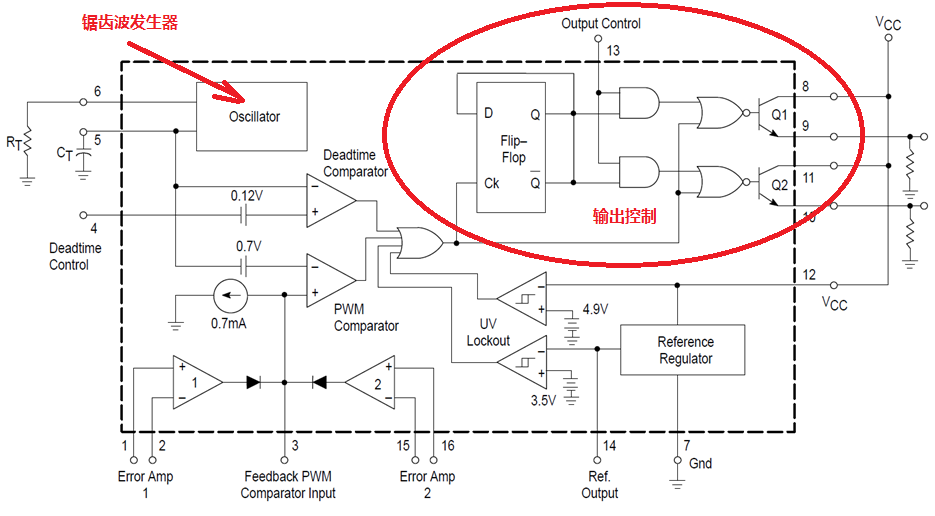 锯齿波发生器
Output Control
13
VCC
6
Oscillator
8
D
Q
Q1
RT
5
CT
9
Flip–
Flop
Deadtime
Comparator
11
Ck
Q
Q2
0.12V
输出控制
10
4
Deadtime
Control
0.7V
12
VCC
PWM
Comparator
0.7mA
UV
Lockout
4.9V
Reference
Regulator
1
2
3.5V
1
2
3
15
16
14
7
Gnd
Error Amp
1
Feedback PWM
Comparator Input
Error Amp
2
Ref.
Output